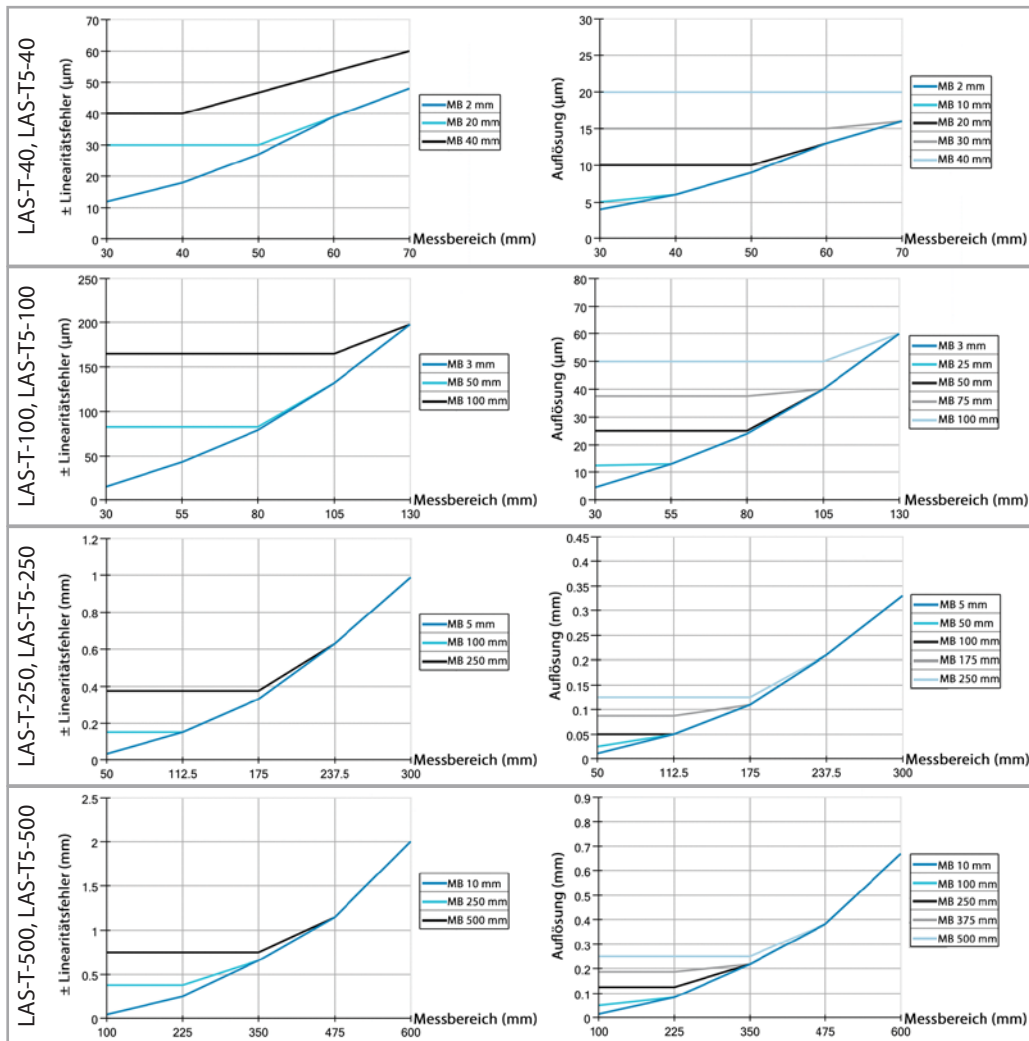 LAS-T-40, LAS-T5-40
± Linearitätsfehler (µm)
70
60
50
40
30
20
10
0
30 40 50 60 70
Messbereich (mm)
MB 2 mm
MB 20 mm
MB 40 mm
Auflösung (µm)
30
25
20
15
10
5
0
30 40 50 60 70
Messbereich (mm)
MB 2 mm
MB 10 mm
MB 20 mm
MB 30 mm
MB 40 mm
LAS-T-100, LAS-T5-100
± Linearitätsfehler (µm)
250
200
150
100
50
0
30 55 80 105 130
Messbereich (mm)
MB 3 mm
MB 50 mm
MB 100 mm
Auflösung (µm)
80
70
60
50
40
30
20
10
0
30 55 80 105 130
Messbereich (mm)
MB 3 mm
MB 25 mm
MB 50 mm
MB 75 mm
MB 100 mm
LAS-T-250, LAS-T5-250
± Linearitätsfehler (mm)
1.2
1
0.8
0.6
0.4
0.2
0
50 112.5 175 237.5 300
Messbereich (mm)
MB 5 mm
MB 100 mm
MB 250 mm
Auflösung (mm)
0.45
0.4
0.35
0.3
0.25
0.2
0.15
0.1
0.05
0
50 112.5 175 237.5 300
Messbereich (mm)
MB 5 mm
MB 50 mm
MB 100 mm
MB 175 mm
MB 250 mm
LAS-T-500, LAS-T5-500
± Linearitätsfehler (mm)
2.5
2
1.5
1
0.5
0
100 225 350 475 600
Messbereich (mm)
MB 10 mm
MB 250 mm
MB 500 mm
Auflösung (mm)
0.9
0.8
0.7
0.6
0.5
0.4
0.3
0.2
0.1
0
100 225 350 475 600
Messbereich (mm)
MB 10 mm
MB 100 mm
MB 250 mm
MB 375 mm
MB 500 mm